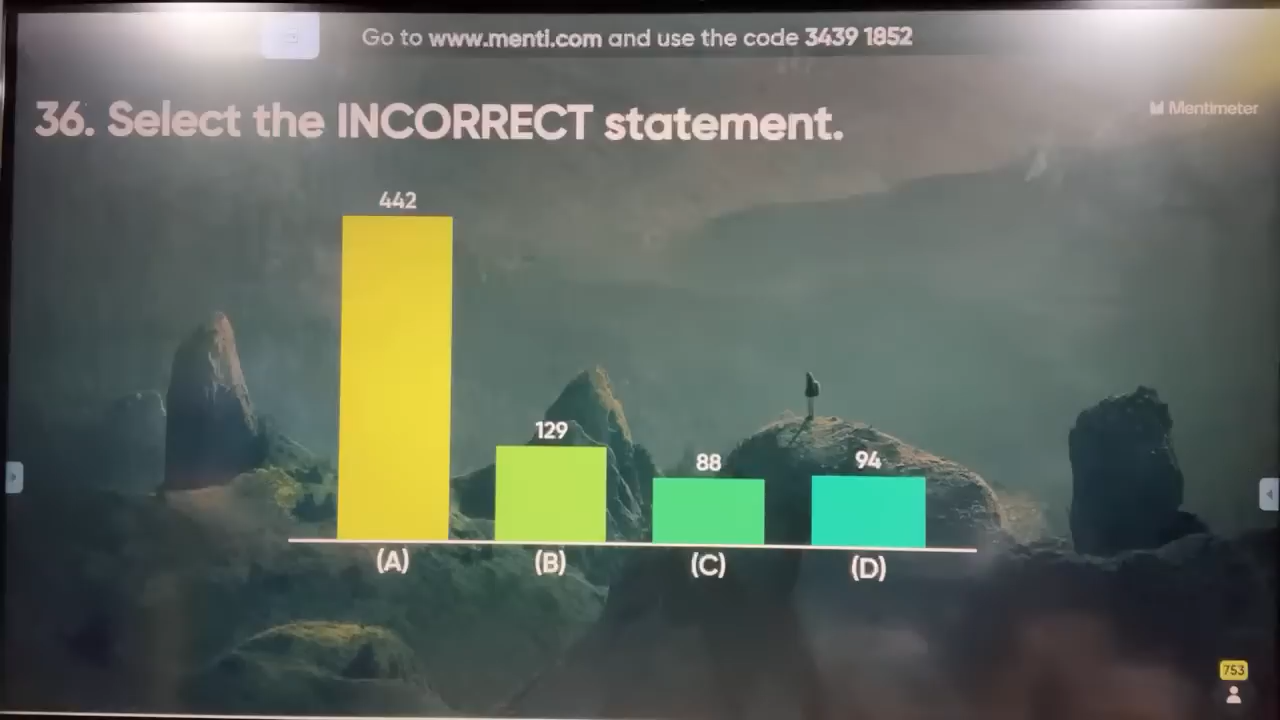 Go to www.menti.com and use the code 3439 1852
36. Select the INCORRECT statement.
Mentimeter
442
129
88
94
(A)
(B)
(C)
(D)
753